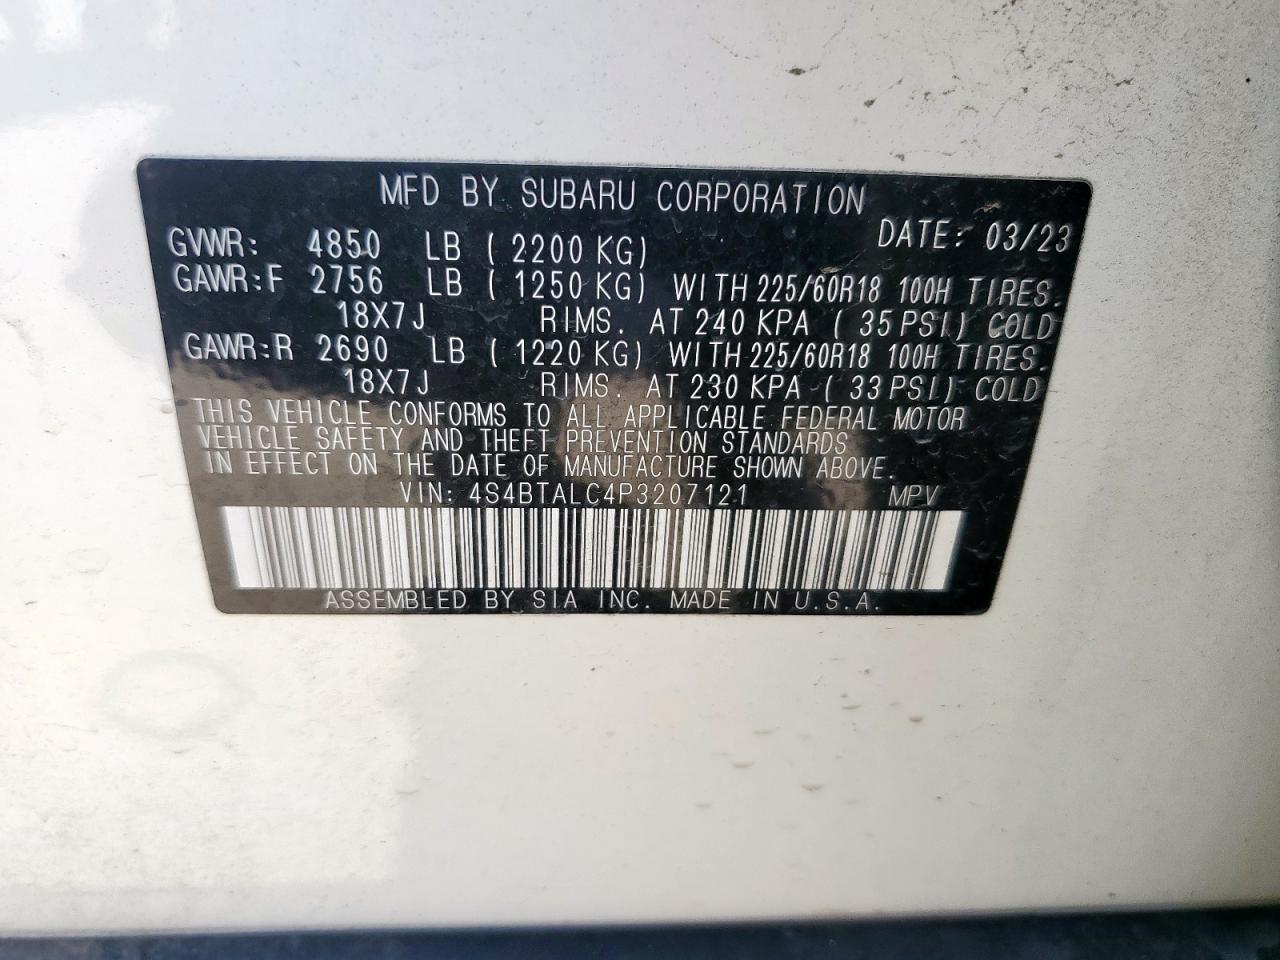 MFD BY SUBARU CORPORATION
DATE: 03/23
GVWR: 4850 LB ( 2200 KG)
GAWR:F 2756 LB ( 1250 KG) WITH 225/60R18 100H TIRES.
18X7J RIMS. AT 240 KPA ( 35 PSI) COLD
GAWR:R 2690 LB ( 1220 KG) WITH 225/60R18 100H TIRES.
18X7J RIMS. AT 230 KPA ( 33 PSI) COLD
THIS VEHICLE CONFORMS TO ALL APPLICABLE FEDERAL MOTOR
VEHICLE SAFETY AND THEFT PREVENTION STANDARDS
IN EFFECT ON THE DATE OF MANUFACTURE SHOWN ABOVE.
VIN: 4S4BTALC4P3207121 MPV
ASSEMBLED BY SIA INC. MADE IN U.S.A.